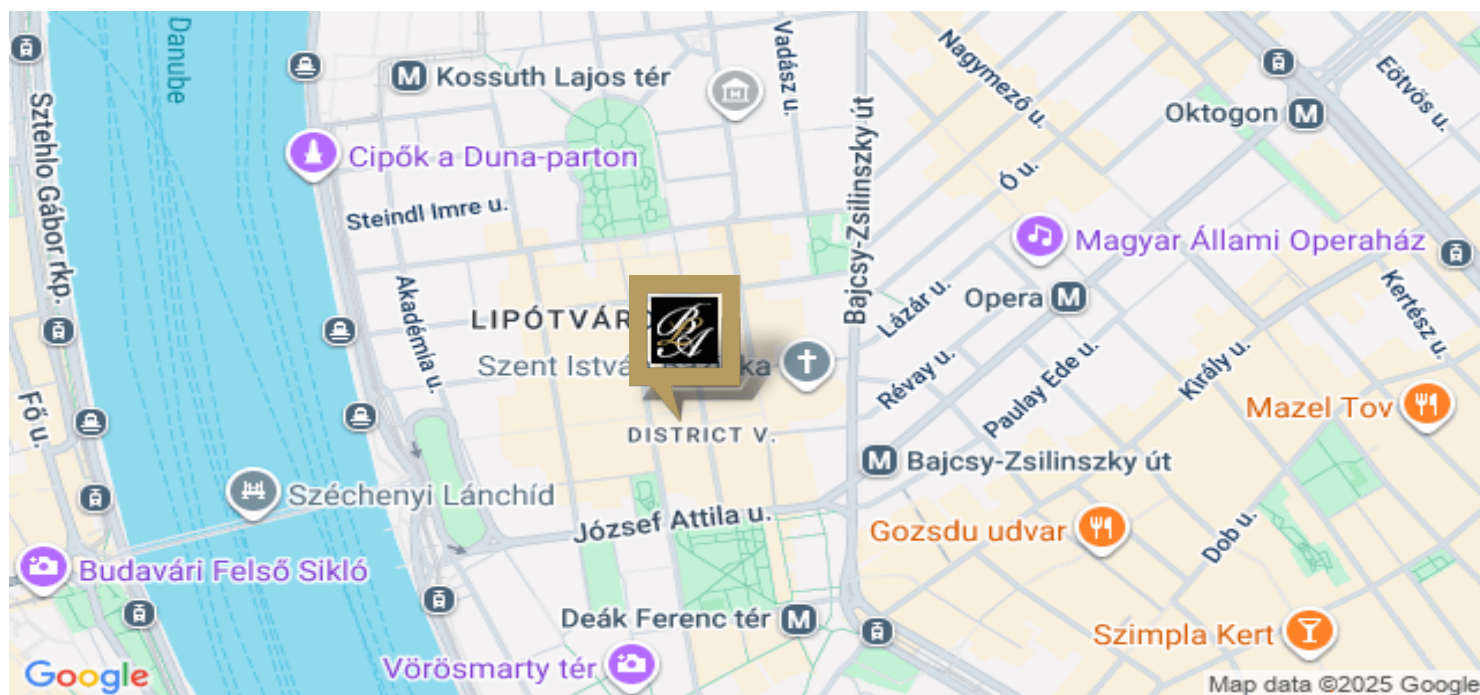 Danube
Vadász u.
Nagymező u.
Eötvös u.
Kossuth Lajos tér
Oktogon
Sztehlo Gábor rkp.
Cipők a Duna-parton
Bajcsy-Zsilinszky út
Ó u.
Steindl Imre u.
Magyar Állami Operaház
Akadémia u.
Lázár u.
Opera
Kertész u.
LIPÓTVÁRO
B&A
Szent István
ka
Révay u.
Paulay Ede u.
Király u.
Fő u.
Mazel Tov
DISTRICT V.
Bajcsy-Zsilinszky út
Széchenyi Lánchíd
József Attila u.
Gozsdu udvar
Dob u.
Budavári Felső Sikló
Deák Ferenc tér
Szimpla Kert
Vörösmarty tér
Google
Map data ©2025 Google